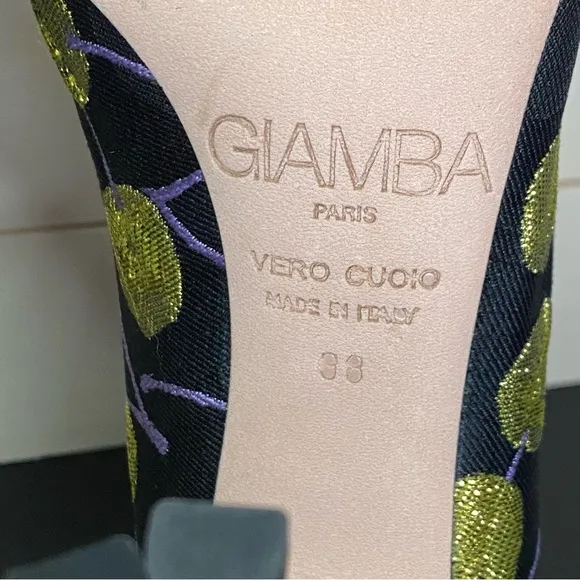 GIAMBA
PARIS
VERO CUOIO
MADE IN ITALY
38